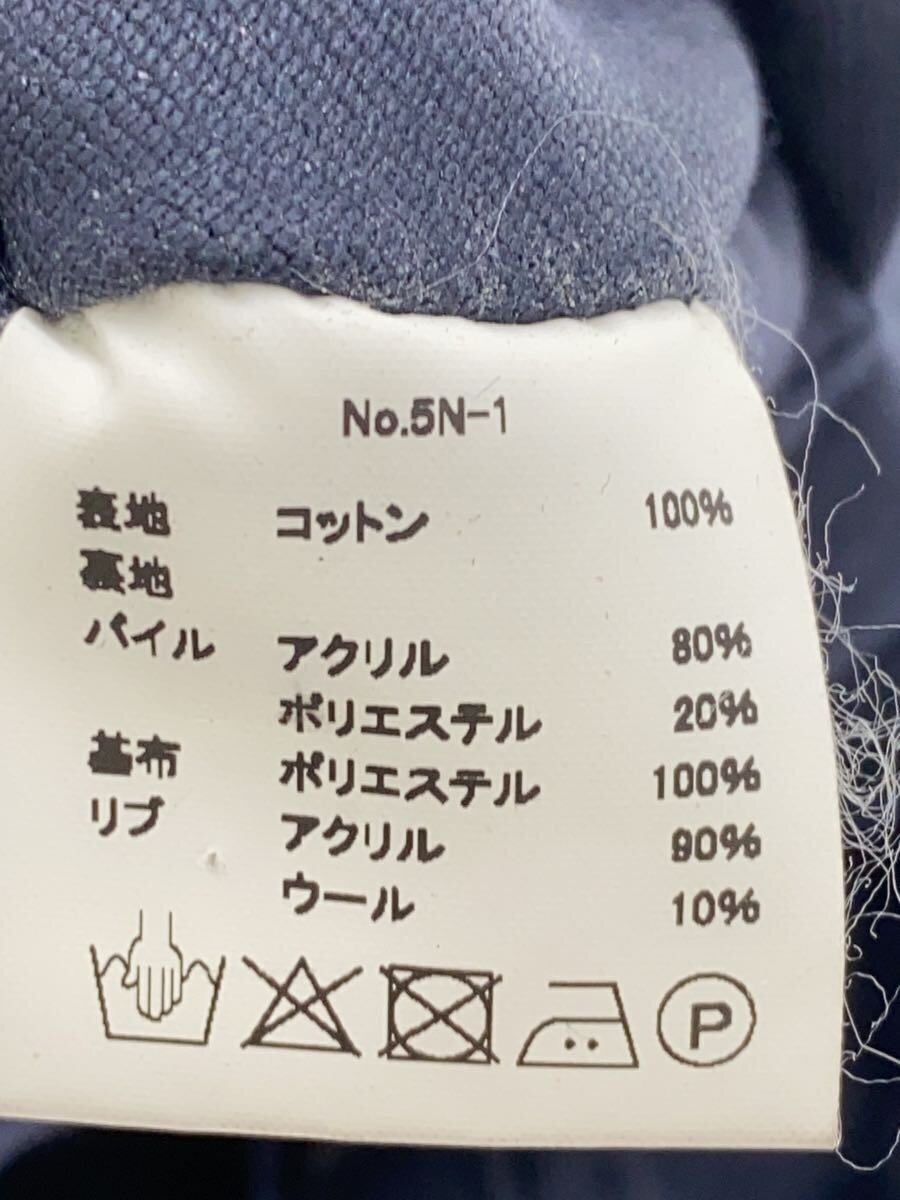 No.5N-1
表地 コットン 100%
裏地
パイル アクリル 80%
ポリエステル 20%
基布 ポリエステル 100%
リブ アクリル 90%
ウール 10%
P